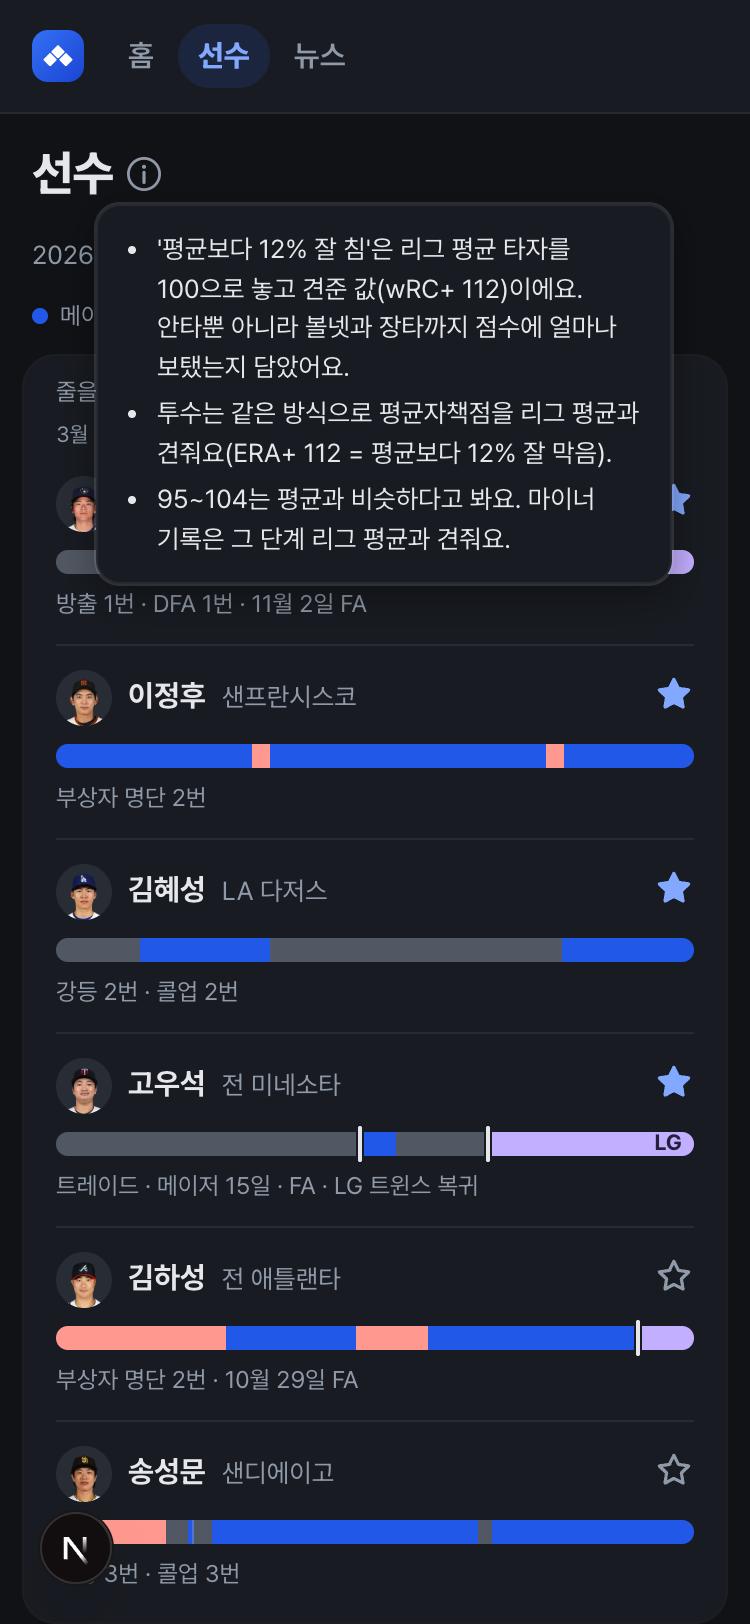 홈
선수
뉴스
선수
2026
메이
줄을
3월
'평균보다 12% 잘 침'은 리그 평균 타자를
100으로 놓고 견준 값(wRC+ 112)이에요.
안타뿐 아니라 볼넷과 장타까지 점수에 얼마나
보탰는지 담았어요.
투수는 같은 방식으로 평균자책점을 리그 평균과
견줘요(ERA+ 112 = 평균보다 12% 잘 막음).
95~104는 평균과 비슷하다고 봐요. 마이너
기록은 그 단계 리그 평균과 견줘요.
방출 1번 · DFA 1번 · 11월 2일 FA
이정후 샌프란시스코
부상자 명단 2번
김혜성 LA 다저스
강등 2번 · 콜업 2번
고우석 전 미네소타
LG
트레이드 · 메이저 15일 · FA · LG 트윈스 복귀
김하성 전 애틀랜타
부상자 명단 2번 · 10월 29일 FA
송성문 샌디에이고
N
3번 · 콜업 3번